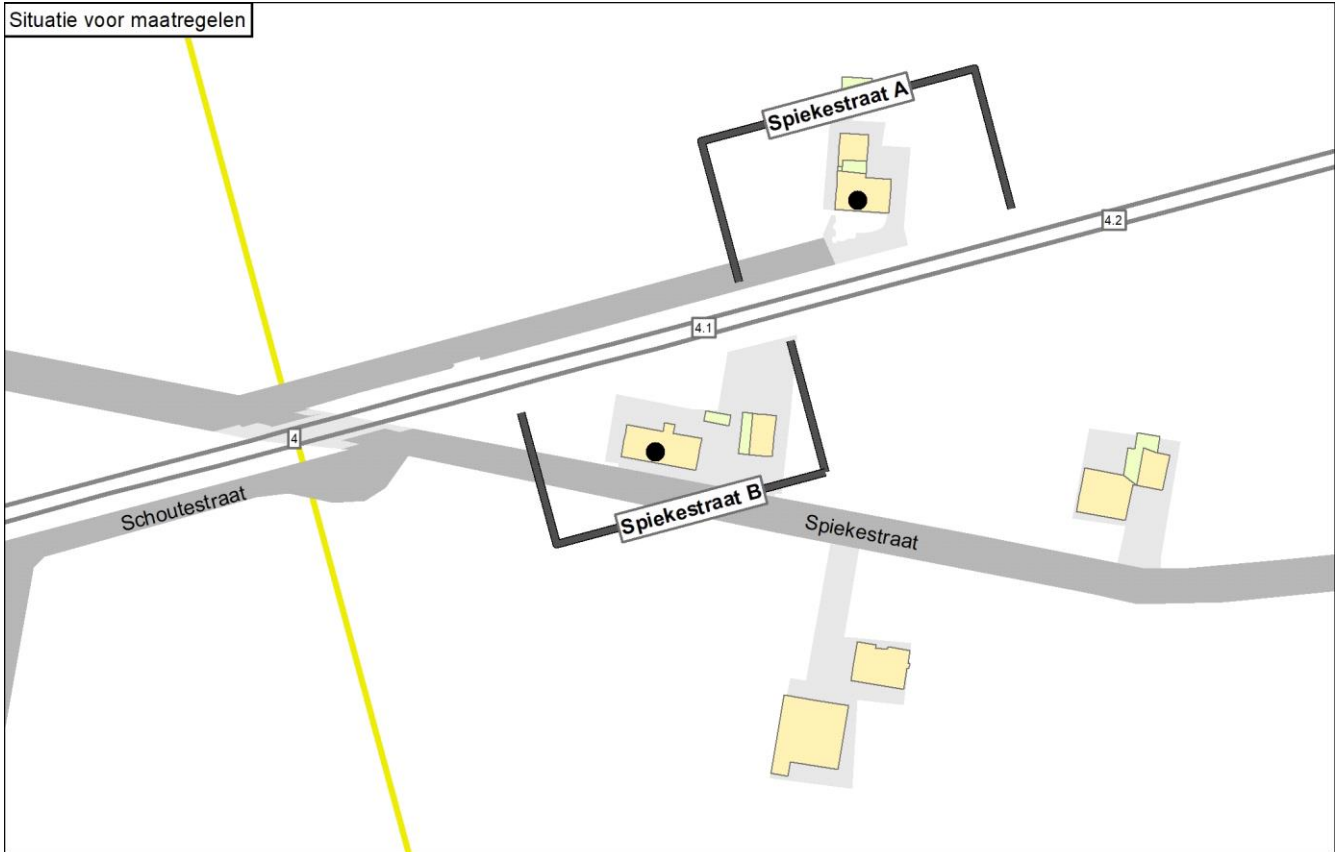 Situatie voor maatregelen
Spiekestraat A
4.2
4.1
4
Schoutestraat
Spiekestraat B
Spiekestraat